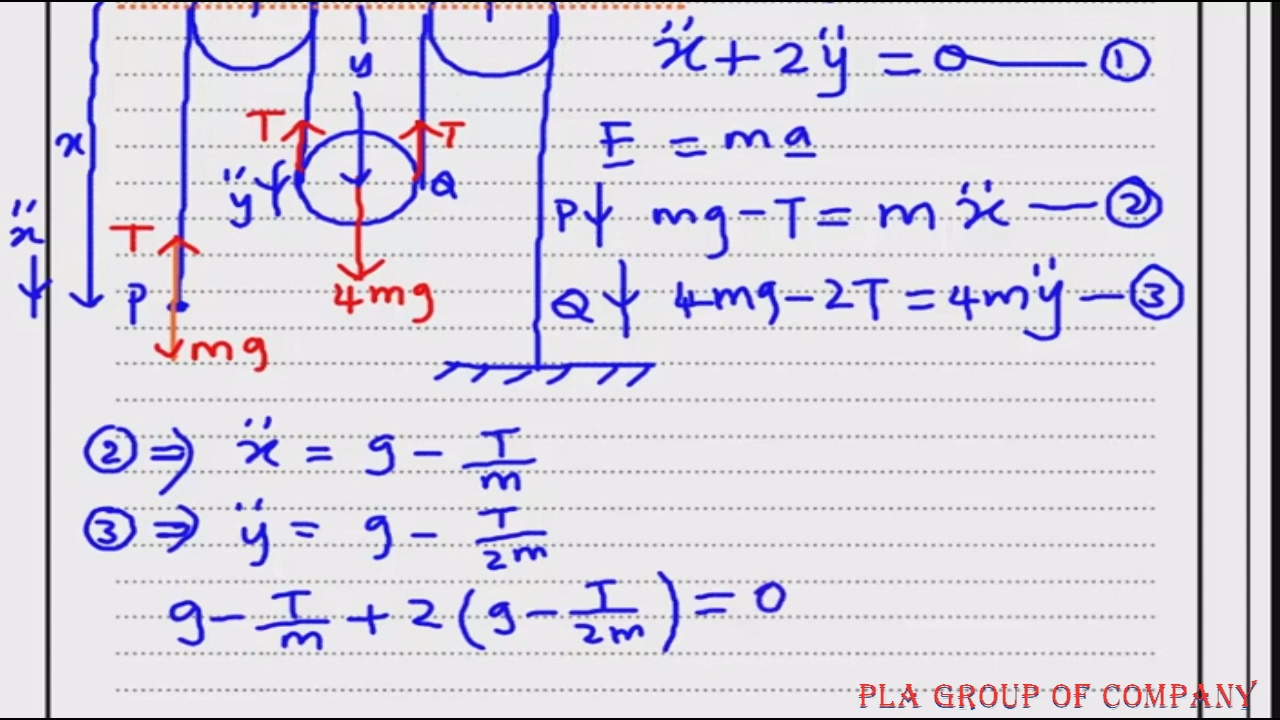 ẍ + 2ÿ = 0 — ①
y
T T
x
F = ma
ÿ Q
P↓ mg - T = mẍ — ②
ẍ
T
P
4mg
Q↓ 4mg - 2T = 4mÿ — ③
mg
② ⇒ ẍ = g - T/m
③ ⇒ ÿ = g - T/2m
g - T/m + 2(g - T/2m) = 0
PLA GROUP OF COMPANY